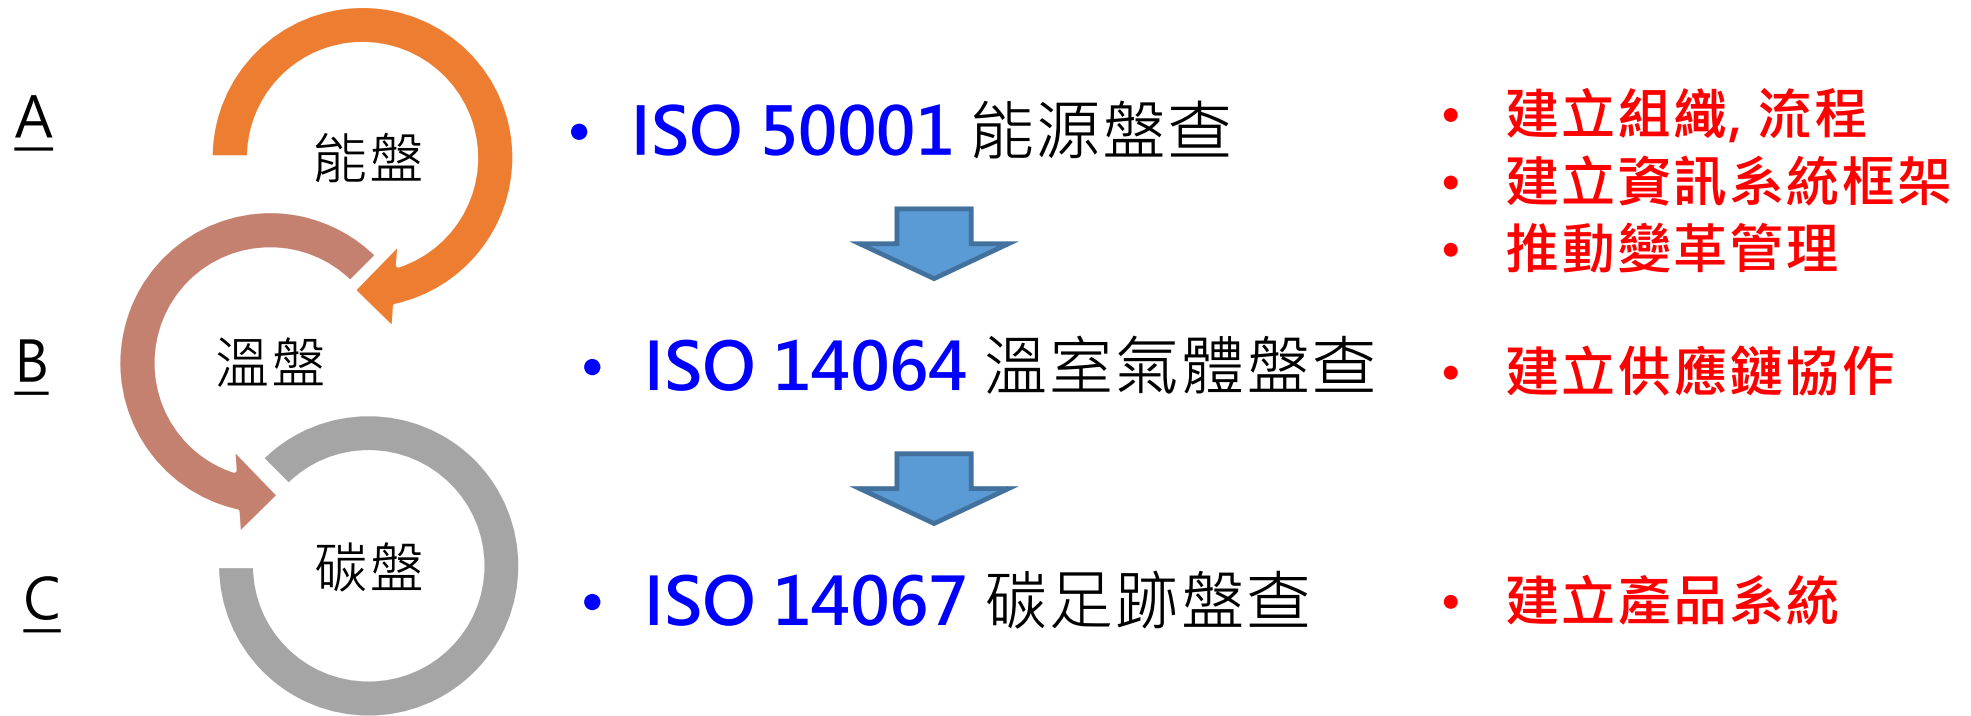 A
能盤
• ISO 50001 能源盤查
• 建立組織, 流程
• 建立資訊系統框架
• 推動變革管理
B
溫盤
• ISO 14064 溫室氣體盤查
• 建立供應鏈協作
C
碳盤
• ISO 14067 碳足跡盤查
• 建立產品系統